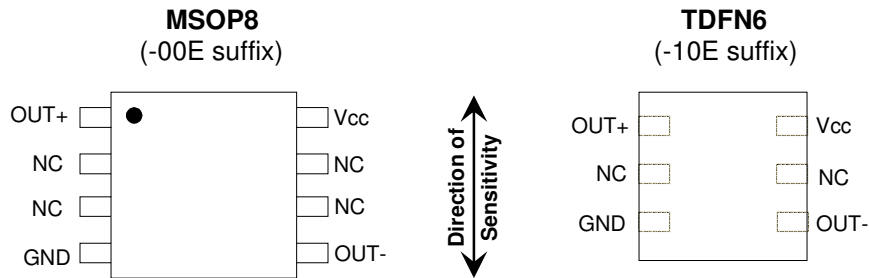 MSOP8
(-00E suffix)
OUT+
NC
NC
GND
Vcc
NC
NC
OUT-
Direction of
Sensitivity
TDFN6
(-10E suffix)
OUT+
NC
GND
Vcc
NC
OUT-